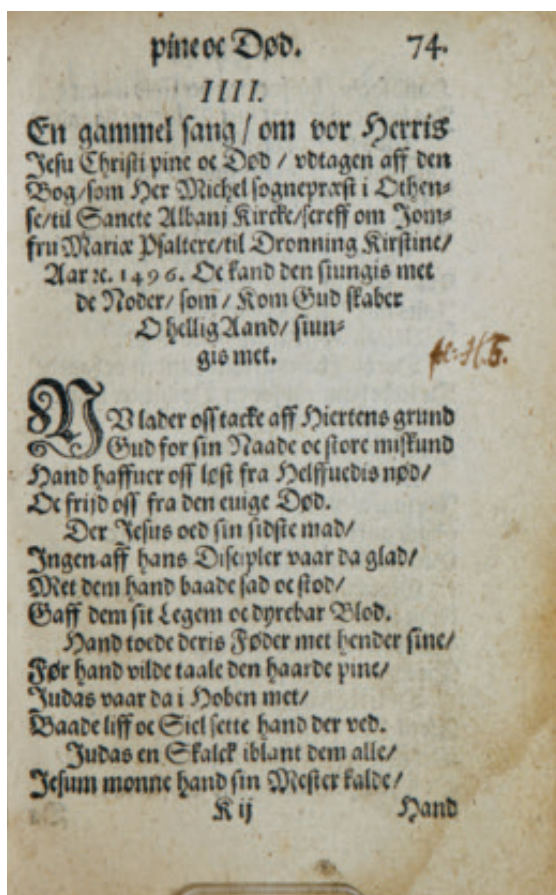 pine oc Død. 74.
IIII.
En gammel sang / om vor Herris
Jesu Christi pine oc Død / vdtagen aff den
Bog/som Her Michel sognepræst i Othen-
se/til Sancte Albanj Kircke/screff om Jom-
fru Mariæ Psaltere/til Dronning Kirstine/
Aar ꝛc. 1496. Oc kand den siungis met
de Noder/ som / Kom Gud skaber
O hellig Aand/ siun-
gis met.
NV lader oss tacke aff Hiertens grund
Gud for sin Naade oc store miskund
Hand haffuer oss løst fra Helffuedis nød/
Oc frijd oss fra den euige Død.
Der Jesus oed sin sidste mad/
Ingen aff hans Discipler vaar da glad/
Met dem hand baade sad oc stod/
Gaff dem sit Legem oc dyrebar Blod.
Hand toede deris Føder met hender sine/
Før hand vilde taale den haarde pine/
Judas vaar da i Hoben met/
Baade liff oc Siel sette hand der ved.
Judas en Skalck iblant dem alle/
Jesum monne hand sin Mester kalde/
K ij Hand